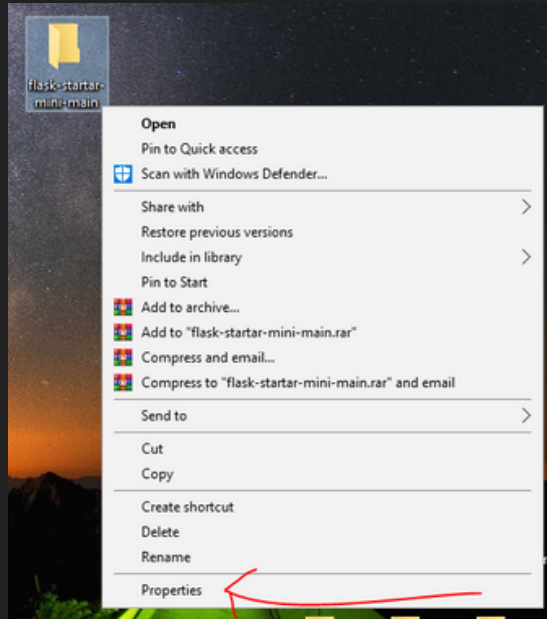 flask-startar-
mini-main
Open
Pin to Quick access
Scan with Windows Defender...
Share with
Restore previous versions
Include in library
Pin to Start
Add to archive...
Add to "flask-startar-mini-main.rar"
Compress and email...
Compress to "flask-startar-mini-main.rar" and email
Send to
Cut
Copy
Create shortcut
Delete
Rename
Properties